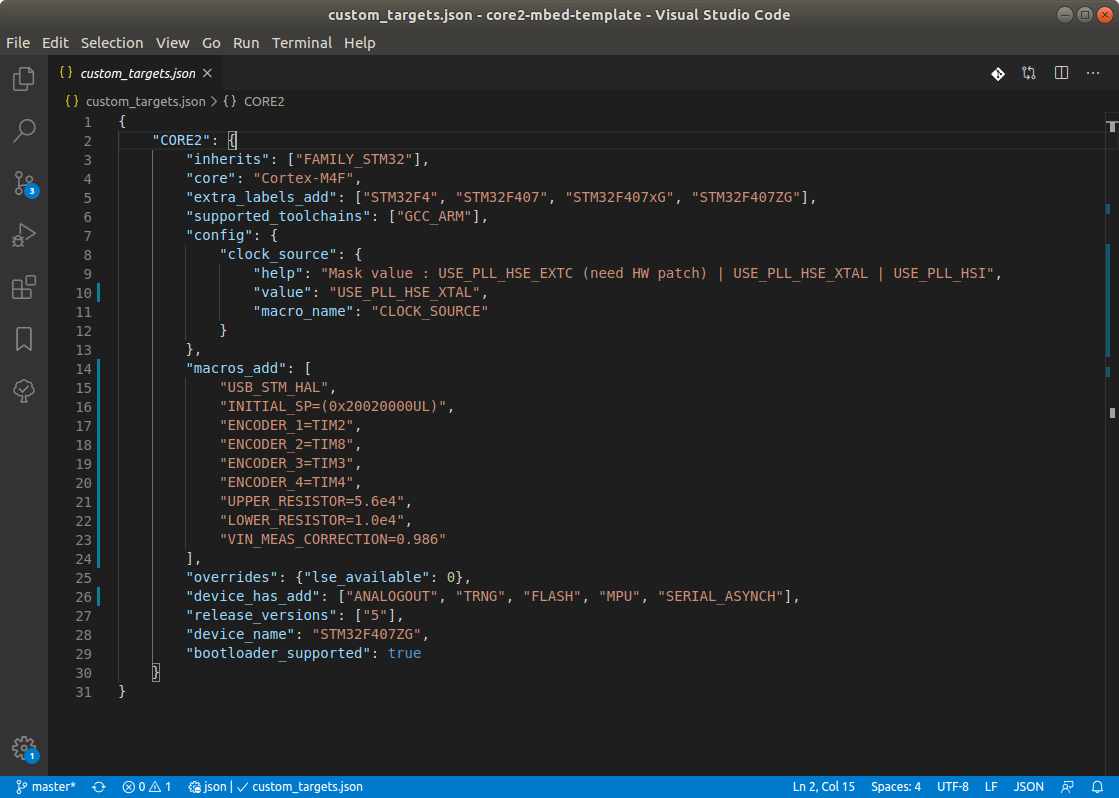 custom_targets.json - core2-mbed-template - Visual Studio Code
File Edit Selection View Go Run Terminal Help
{} custom_targets.json ×
{} custom_targets.json > {} CORE2
1 {
2 "CORE2": {
3 "inherits": ["FAMILY_STM32"],
4 "core": "Cortex-M4F",
5 "extra_labels_add": ["STM32F4", "STM32F407", "STM32F407xG", "STM32F407ZG"],
6 "supported_toolchains": ["GCC_ARM"],
7 "config": {
8 "clock_source": {
9 "help": "Mask value : USE_PLL_HSE_EXTC (need HW patch) | USE_PLL_HSE_XTAL | USE_PLL_HSI",
10 "value": "USE_PLL_HSE_XTAL",
11 "macro_name": "CLOCK_SOURCE"
12 }
13 },
14 "macros_add": [
15 "USB_STM_HAL",
16 "INITIAL_SP=(0x20020000UL)",
17 "ENCODER_1=TIM2",
18 "ENCODER_2=TIM8",
19 "ENCODER_3=TIM3",
20 "ENCODER_4=TIM4",
21 "UPPER_RESISTOR=5.6e4",
22 "LOWER_RESISTOR=1.0e4",
23 "VIN_MEAS_CORRECTION=0.986"
24 ],
25 "overrides": {"lse_available": 0},
26 "device_has_add": ["ANALOGOUT", "TRNG", "FLASH", "MPU", "SERIAL_ASYNCH"],
27 "release_versions": ["5"],
28 "device_name": "STM32F407ZG",
29 "bootloader_supported": true
30 }
31 }
3
1
master* 0 1 json | ✓ custom_targets.json Ln 2, Col 15 Spaces: 4 UTF-8 LF JSON